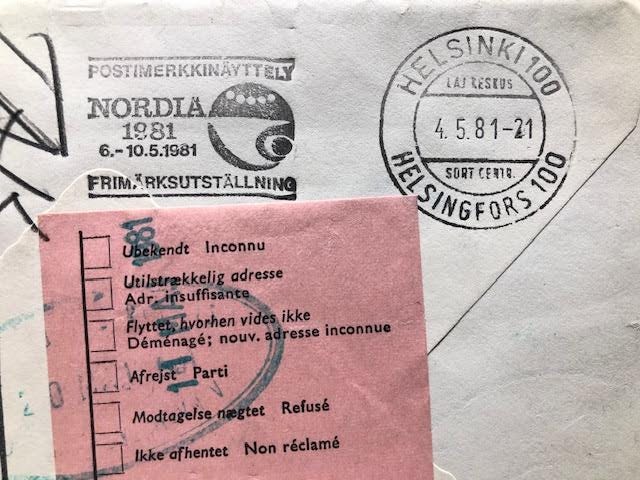 POSTIMERKKINÄYTTELY
NORDIA
1981
6.-10.5.1981
FRIMÄRKSUTSTÄLLNING
HELSINKI 100
LAJ KESKUS
4.5.81-21
SORT CENTR.
HELSINGFORS 100
Ubekendt Inconnu
Utilstrækkelig adresse
Adr. insuffisante
Flyttet, hvorhen vides ikke
Déménagé; nouv. adresse inconnue
Afrejst Parti
Modtagelse nægtet Refusé
Ikke afhentet Non réclamé